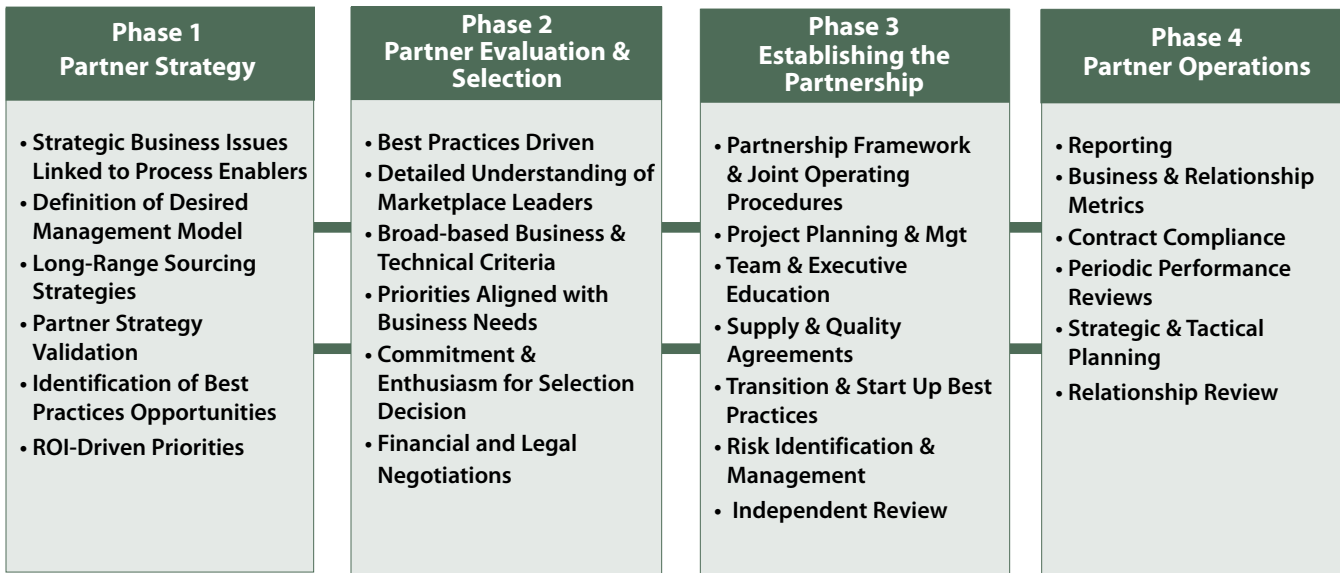 Phase 1
Partner Strategy
• Strategic Business Issues
Linked to Process Enablers
• Definition of Desired
Management Model
• Long-Range Sourcing
Strategies
• Partner Strategy
Validation
• Identification of Best
Practices Opportunities
• ROI-Driven Priorities
Phase 2
Partner Evaluation &
Selection
• Best Practices Driven
• Detailed Understanding of
Marketplace Leaders
• Broad-based Business &
Technical Criteria
• Priorities Aligned with
Business Needs
• Commitment &
Enthusiasm for Selection
Decision
• Financial and Legal
Negotiations
Phase 3
Establishing the
Partnership
• Partnership Framework
& Joint Operating
Procedures
• Project Planning & Mgt
• Team & Executive
Education
• Supply & Quality
Agreements
• Transition & Start Up Best
Practices
• Risk Identification &
Management
• Independent Review
Phase 4
Partner Operations
• Reporting
• Business & Relationship
Metrics
• Contract Compliance
• Periodic Performance
Reviews
• Strategic & Tactical
Planning
• Relationship Review